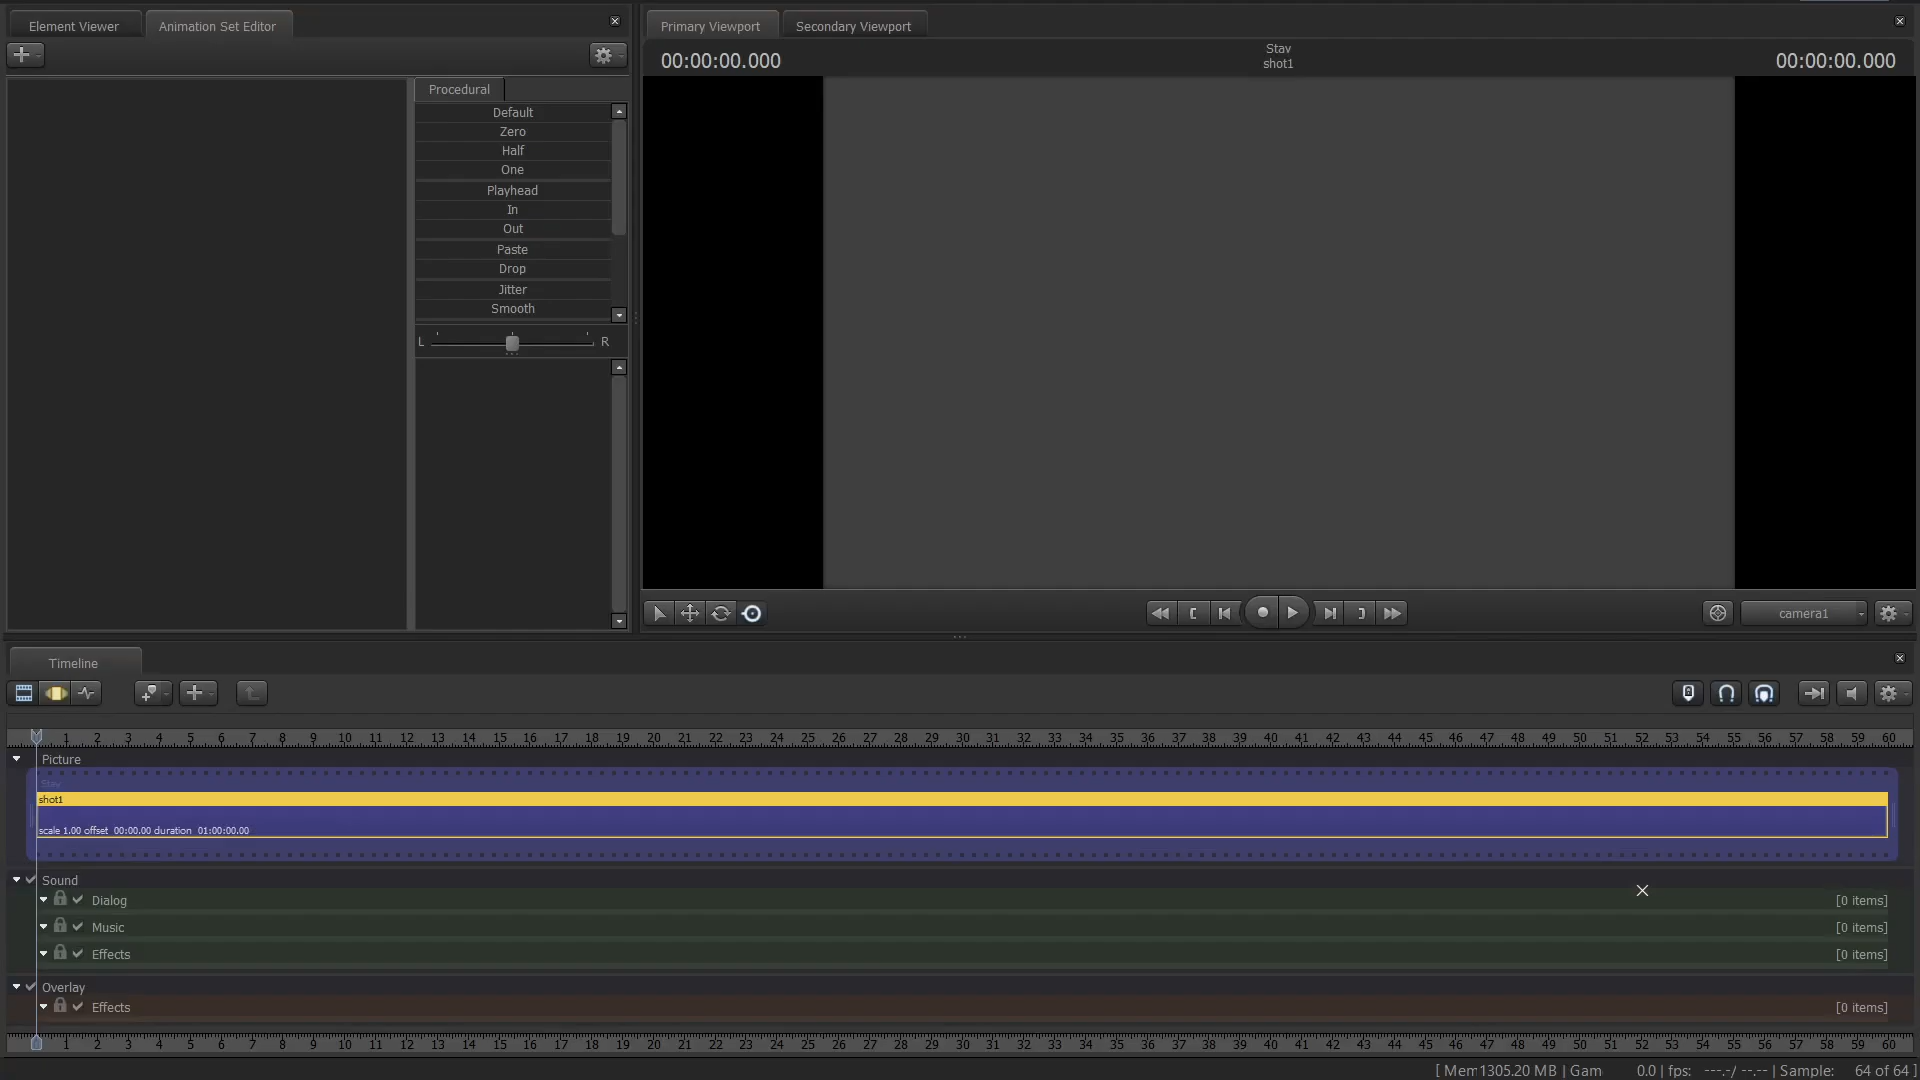 Element Viewer
Animation Set Editor
Procedural
Default
Zero
Half
One
Playhead
In
Out
Paste
Drop
Jitter
Smooth
L R
Primary Viewport
Secondary Viewport
00:00:00.000
Stav
shot1
00:00:00.000
camera1
Timeline
1 2 3 4 5 6 7 8 9 10 11 12 13 14 15 16 17 18 19 20 21 22 23 24 25 26 27 28 29 30 31 32 33 34 35 36 37 38 39 40 41 42 43 44 45 46 47 48 49 50 51 52 53 54 55 56 57 58 59 60
Picture
Stav
shot1
scale 1.00 offset 00:00.00 duration 01:00:00.00
Sound
Dialog [0 items]
Music [0 items]
Effects [0 items]
Overlay
Effects [0 items]
1 2 3 4 5 6 7 8 9 10 11 12 13 14 15 16 17 18 19 20 21 22 23 24 25 26 27 28 29 30 31 32 33 34 35 36 37 38 39 40 41 42 43 44 45 46 47 48 49 50 51 52 53 54 55 56 57 58 59 60
[ Mem1305.20 MB | Gam 0.0 | fps: ---.-/ --.-- | Sample: 64 of 64 ]